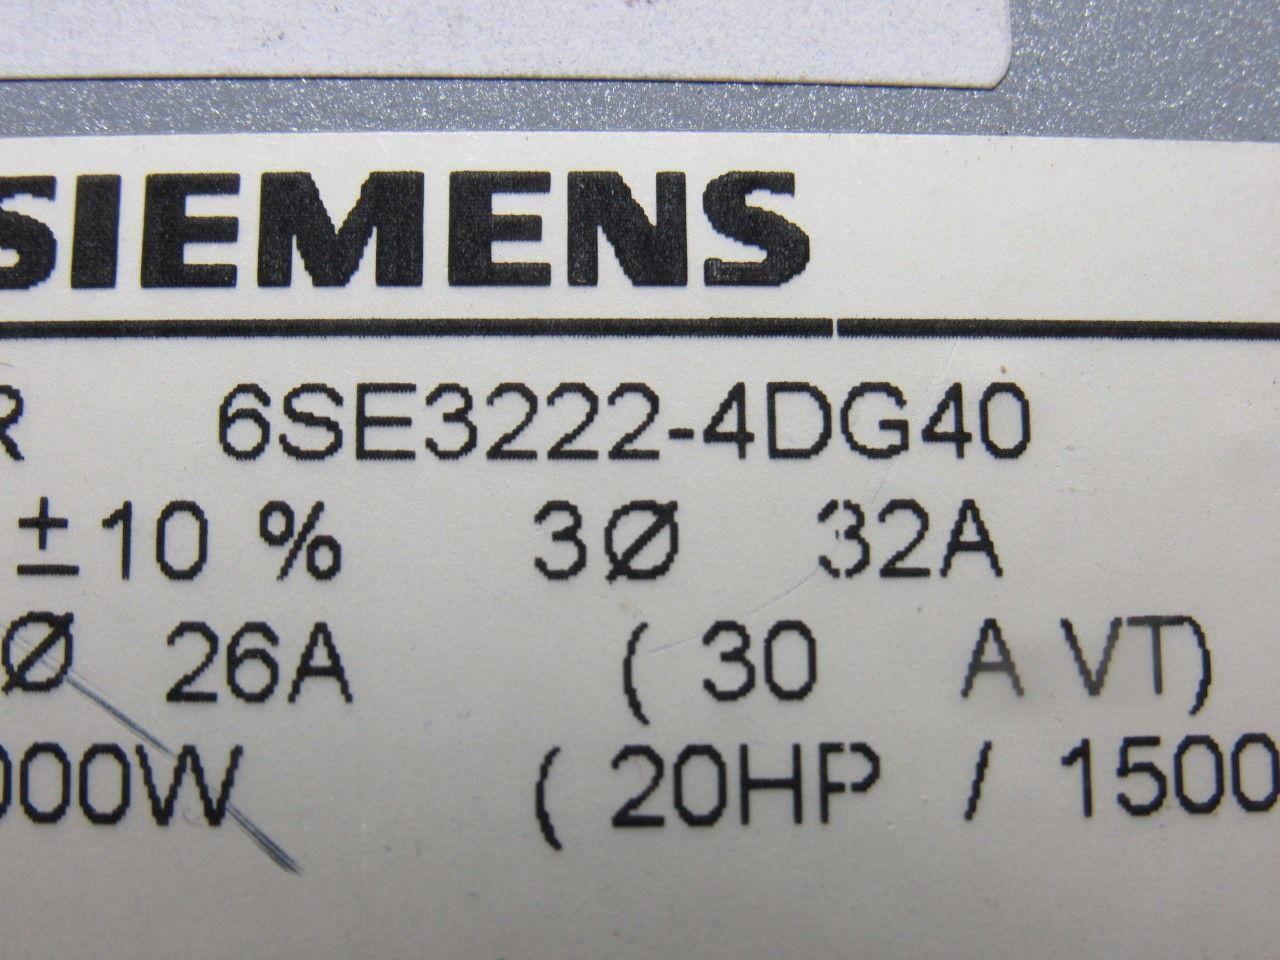 SIEMENS
R 6SE3222-4DG40
±10 % 3Ø 32A
Ø 26A ( 30 A VT)
000W ( 20HP / 1500